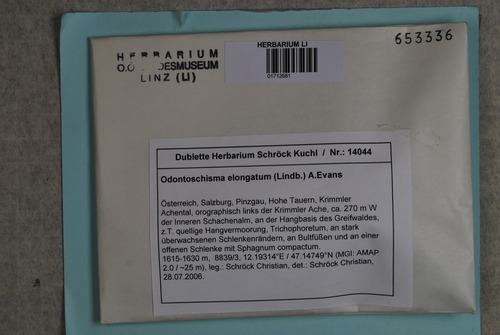 HERBARIUM
O.Ö. LANDESMUSEUM
LINZ (LI)
HERBARIUM LI
01712681
653336
Dublette Herbarium Schröck Kuchl / Nr.: 14044
Odontoschisma elongatum (Lindb.) A.Evans
Österreich, Salzburg, Pinzgau, Hohe Tauern, Krimmler
Achental, orographisch links der Krimmler Ache, ca. 270 m W
der Inneren Schachenalm, an der Hangbasis des Greifwaldes,
z.T. quellige Hangvermoorung, Trichophoretum, an stark
überwachsenen Schlenkenrändern, an Bultfüßen und an einer
offenen Schlenke mit Sphagnum compactum.
1615-1630 m, 8839/3, 12.19314°E / 47.14749°N (MGI: AMAP
2.0 / ~25 m), leg.: Schröck Christian, det.: Schröck Christian,
28.07.2006.